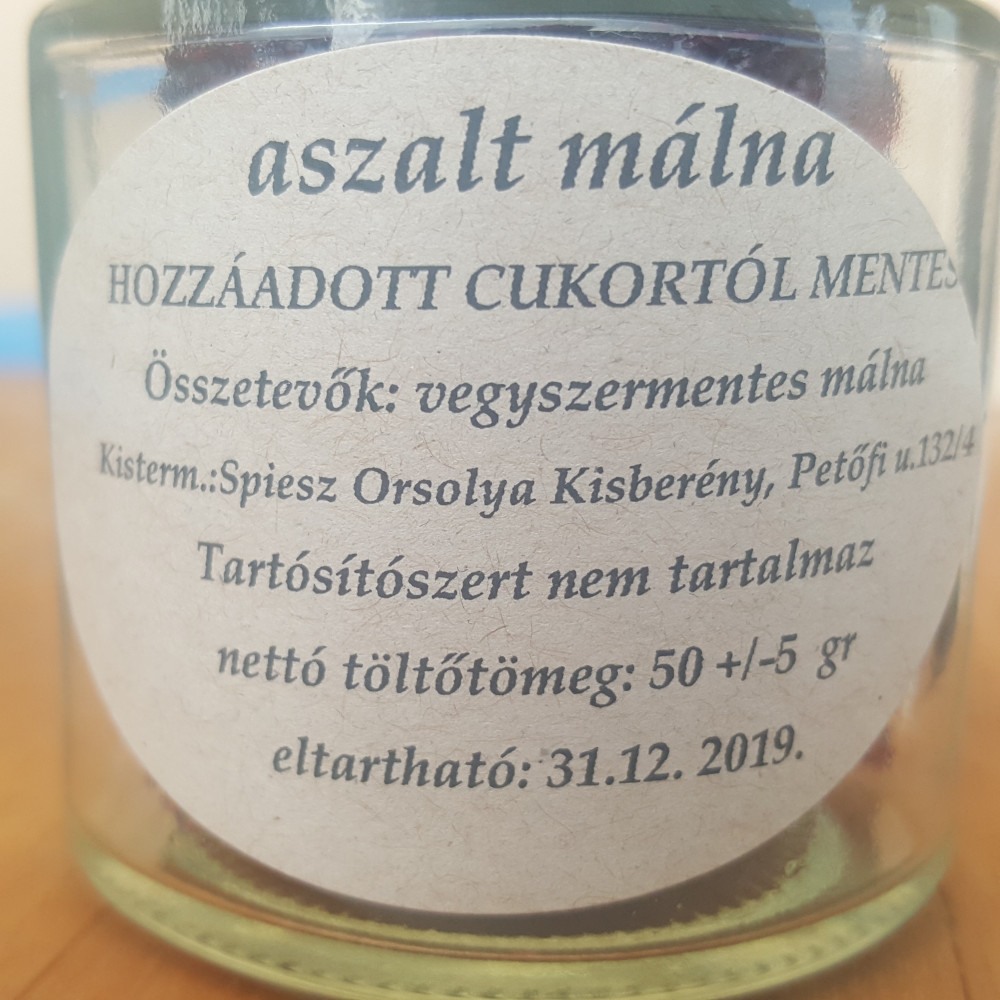 aszalt málna
HOZZÁADOTT CUKORTÓL MENTES
Összetevők: vegyszermentes málna
Kisterm.:Spiesz Orsolya Kisberény, Petőfi u.132/4
Tartósítószert nem tartalmaz
nettó töltőtömeg: 50 +/-5 gr
eltartható: 31.12. 2019.